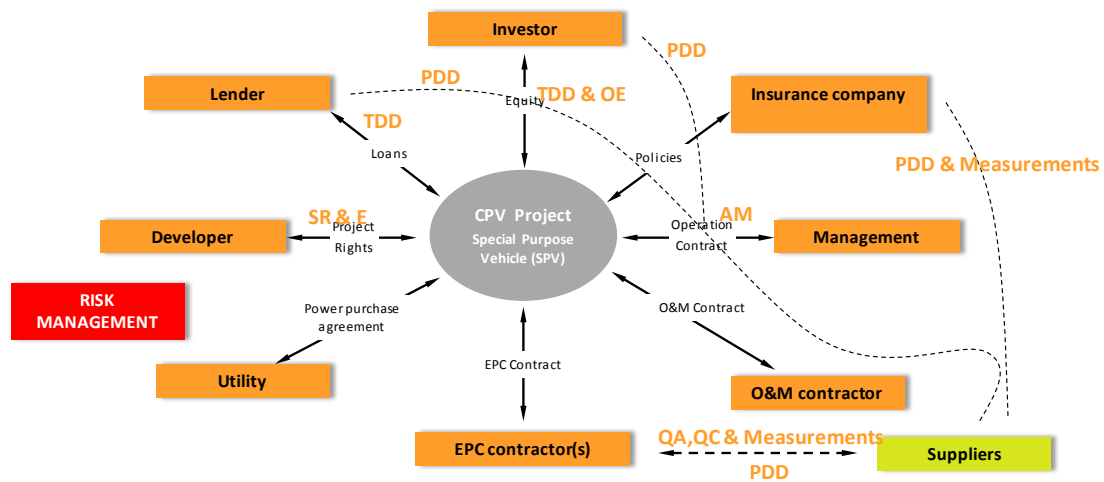 Investor
PDD
PDD
Lender
Insurance company
Equity
TDD & OE
TDD
Loans
Policies
PDD & Measurements
CPV Project
Special Purpose
Vehicle (SPV)
SR & E
Project
Rights
AM
Operation
Contract
Developer
Management
RISK
MANAGEMENT
Power purchase
agreement
O&M Contract
EPC Contract
Utility
O&M contractor
EPC contractor(s)
QA,QC & Measurements
PDD
Suppliers